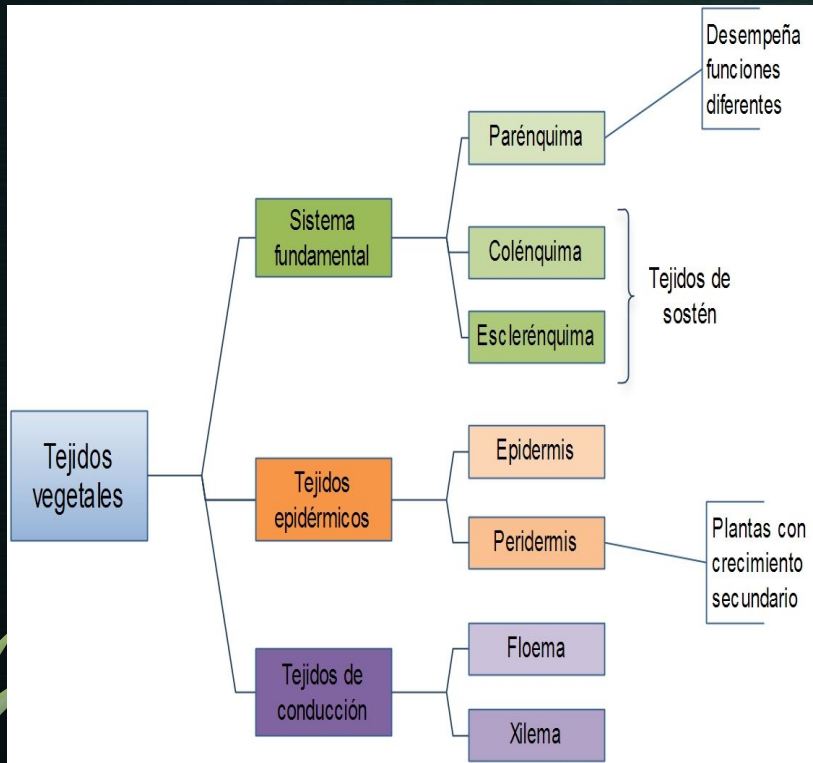 Tejidos
vegetales
Sistema
fundamental
Parénquima
Desempeña
funciones
diferentes
Colénquima
Esclerénquima
Tejidos de
sostén
Tejidos
epidérmicos
Epidermis
Peridermis
Plantas con
crecimiento
secundario
Tejidos de
conducción
Floema
Xilema